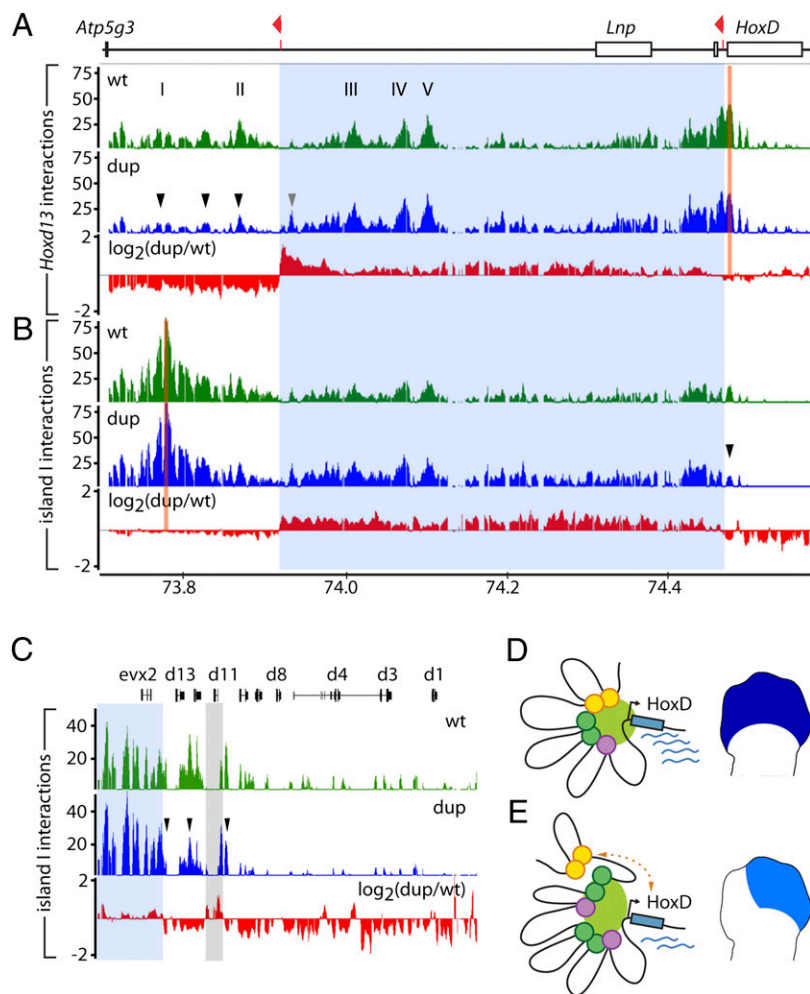 A
Atp5g3 Lnp HoxD
Hoxd13 interactions
75
50
25
wt
I II III IV V
75
50
25
dup
2
-2
log2(dup/wt)
B
island I interactions
75
50
25
wt
75
50
25
dup
2
-2
log2(dup/wt)
73.8 74.0 74.2 74.4
C
evx2 d13 d11 d8 d4 d3 d1
island I interactions
40
20
wt
40
20
dup
2
-2
log2(dup/wt)
D
HoxD
E
HoxD